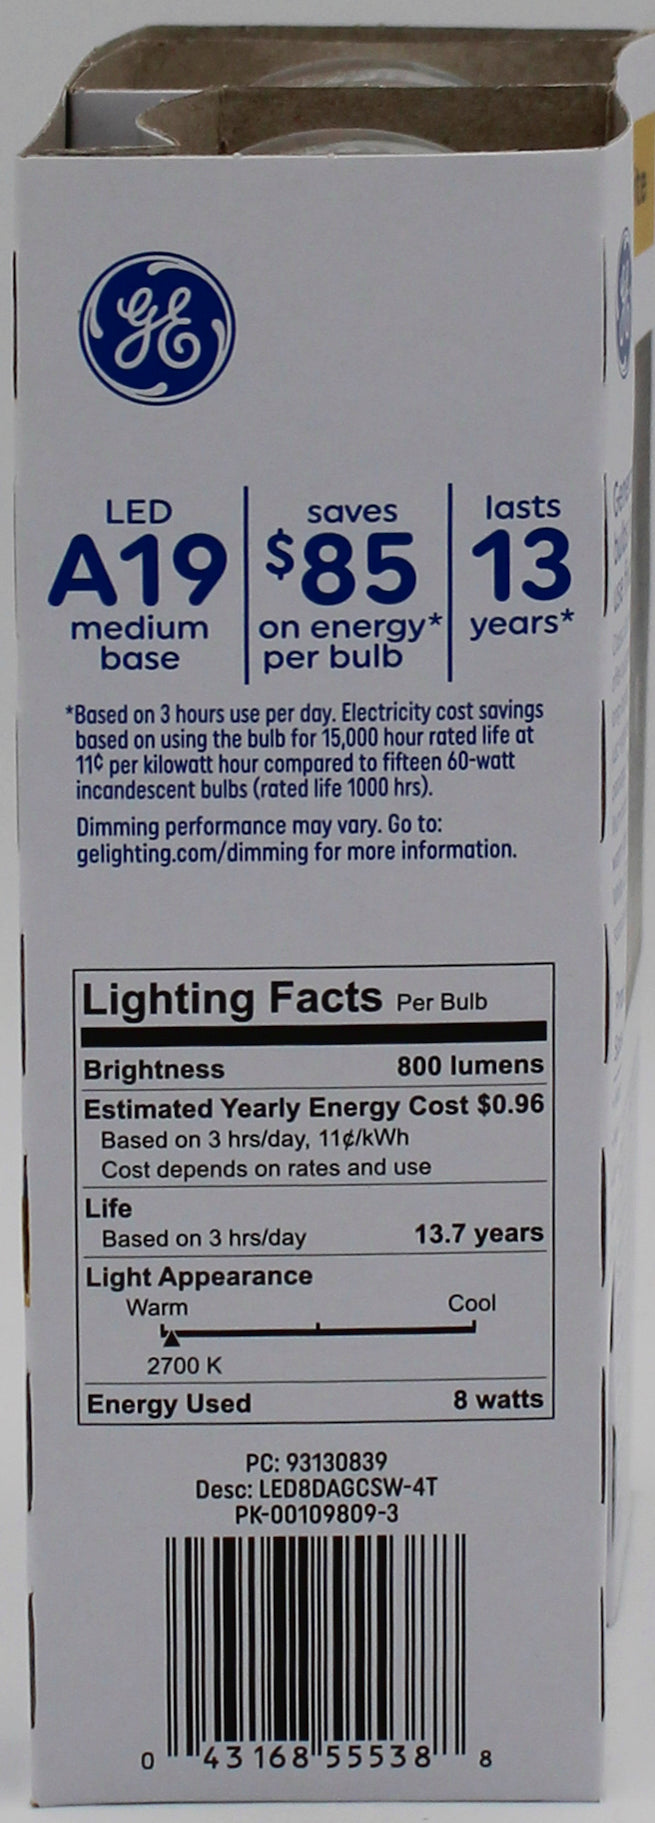 GE
LED
A19
medium
base
saves
$85
on energy*
per bulb
lasts
13
years*
*Based on 3 hours use per day. Electricity cost savings
based on using the bulb for 15,000 hour rated life at
11¢ per kilowatt hour compared to fifteen 60-watt
incandescent bulbs (rated life 1000 hrs).
Dimming performance may vary. Go to:
gelighting.com/dimming for more information.
Lighting Facts Per Bulb
Brightness 800 lumens
Estimated Yearly Energy Cost $0.96
Based on 3 hrs/day, 11¢/kWh
Cost depends on rates and use
Life
Based on 3 hrs/day 13.7 years
Light Appearance
Warm Cool
2700 K
Energy Used 8 watts
PC: 93130839
Desc: LED8DAGCSW-4T
PK-00109809-3
0 43168 55538 8